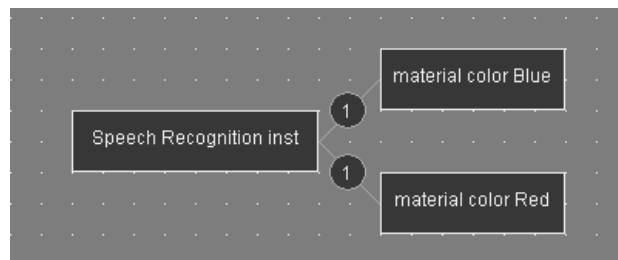 material color Blue
1
Speech Recognition inst
1
material color Red